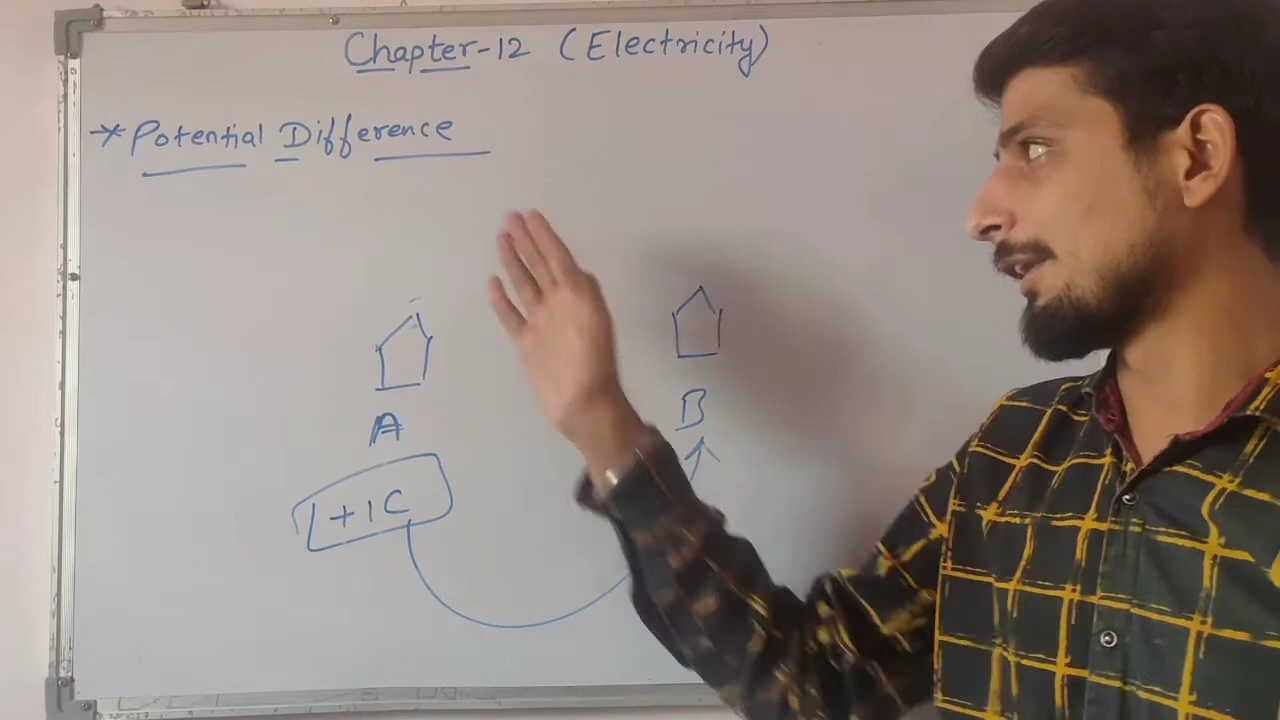 Chapter-12 (Electricity)
* Potential Difference
A
B
+1C